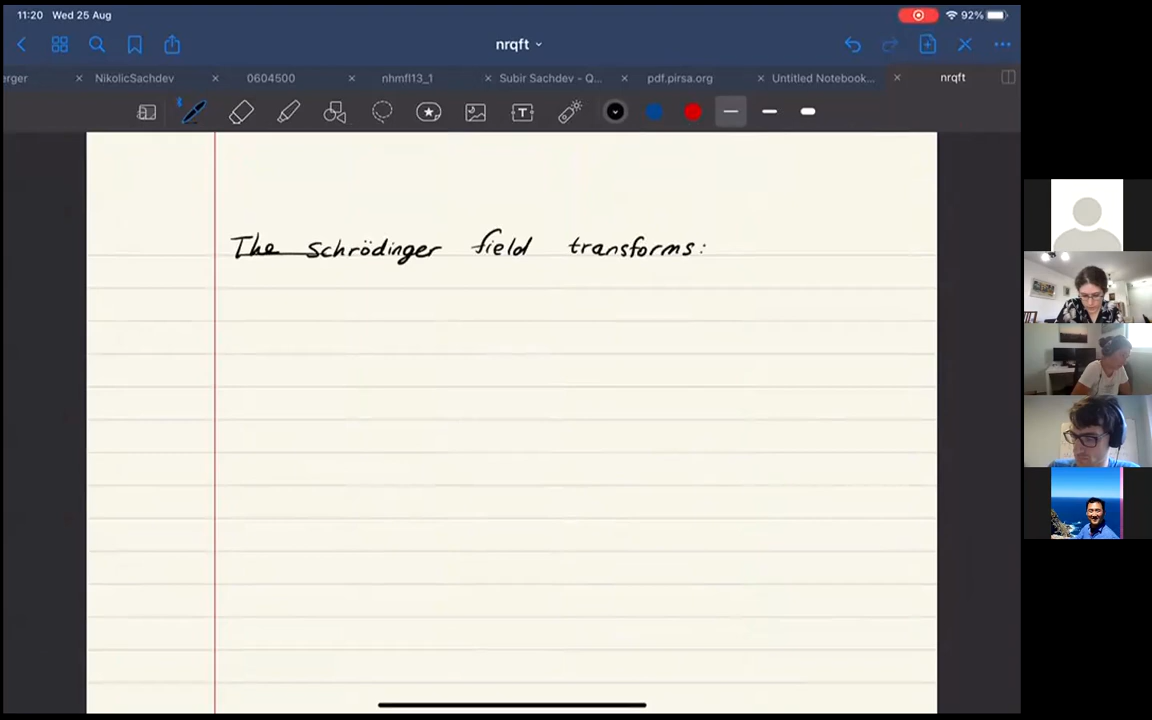 11:20 Wed 25 Aug
92%
nrqft
erger
NikolicSachdev
0604500
nhmfl13_1
Subir Sachdev - Q...
pdf.pirsa.org
Untitled Notebook...
nrqft
T
The Schrödinger field transforms: